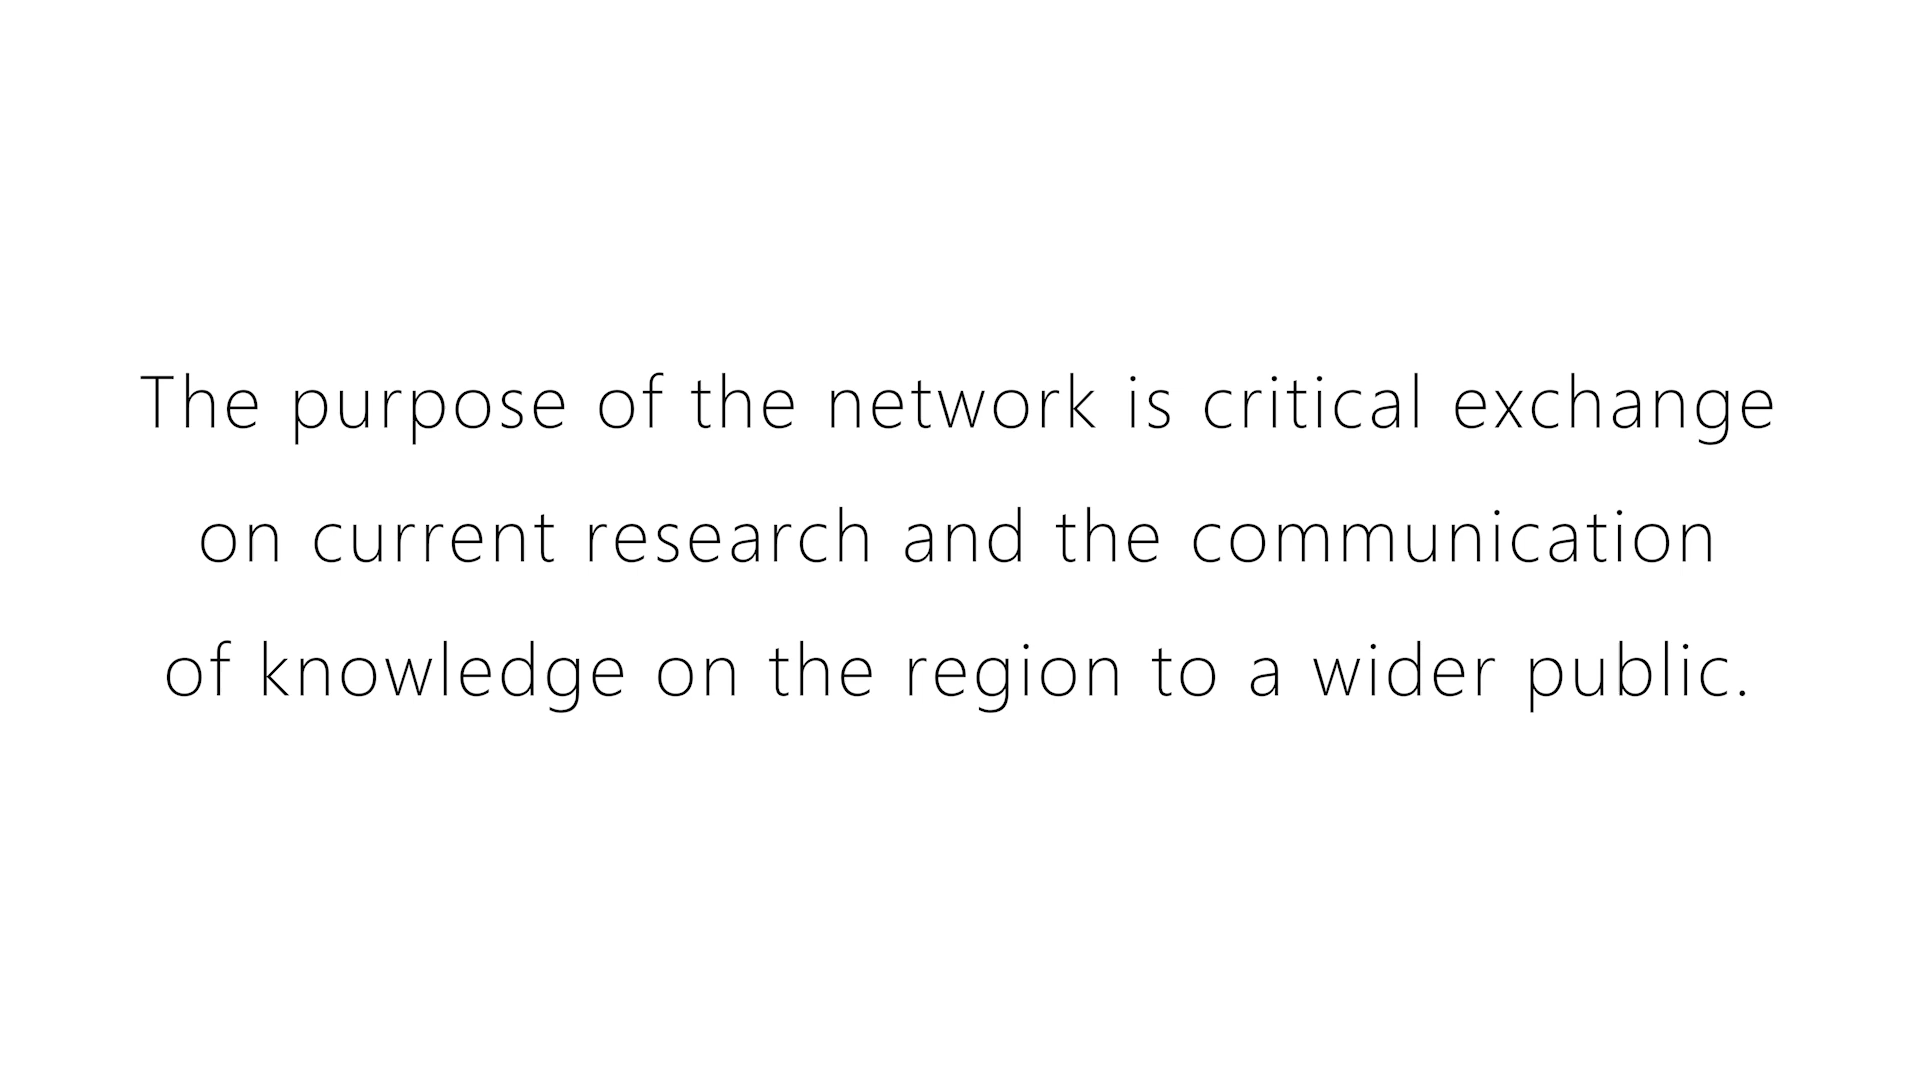 The purpose of the network is critical exchange
on current research and the communication
of knowledge on the region to a wider public.